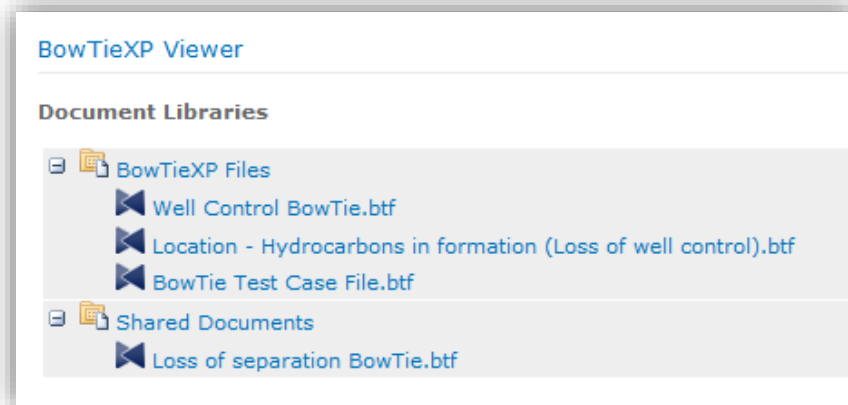 BowTieXP Viewer
Document Libraries
BowTieXP Files
Well Control BowTie.btf
Location - Hydrocarbons in formation (Loss of well control).btf
BowTie Test Case File.btf
Shared Documents
Loss of separation BowTie.btf